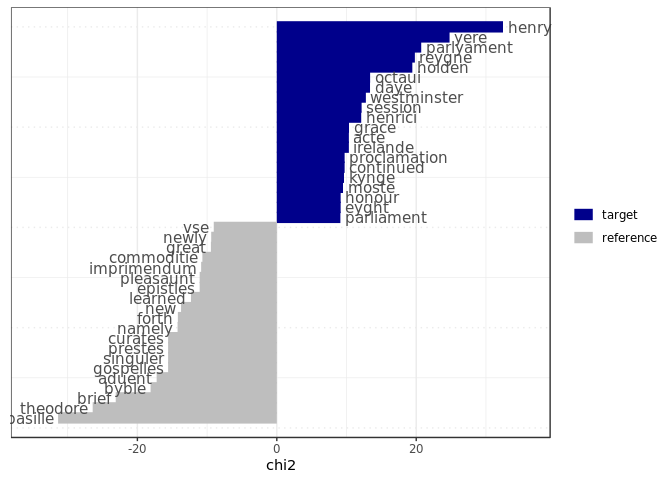 henry
yere
parlyament
reygne
holden
octaui
daye
westminster
session
henrici
grace
acte
irelande
proclamation
continued
kynge
moste
honour
eyght
parliament
vse
newly
great
commoditie
imprimendum
pleasaunt
epistles
learned
new
forth
namely
curates
prestes
singuler
gospelles
aduent
byble
brief
theodore
basille
-20 0 20
chi2
target
reference